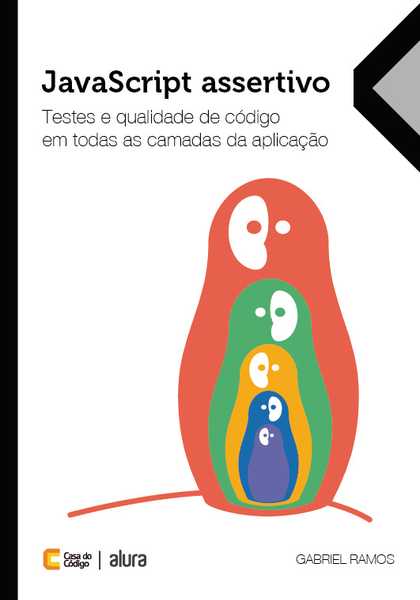 JavaScript assertivo
Testes e qualidade de código
em todas as camadas da aplicação
Casa do
Código
alura
GABRIEL RAMOS